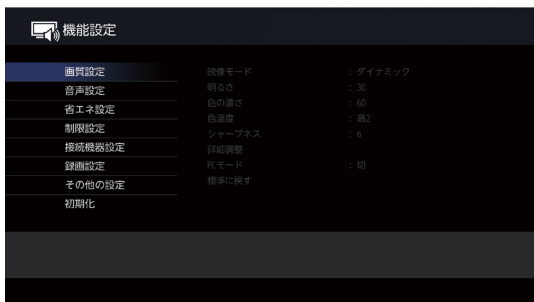 機能設定
画質設定
音声設定
省エネ設定
制限設定
接続機器設定
録画設定
その他の設定
初期化
映像モード : ダイナミック
明るさ : 30
色の濃さ : 60
色温度 : 高2
シャープネス : 6
詳細調整
PCモード : 切
標準に戻す